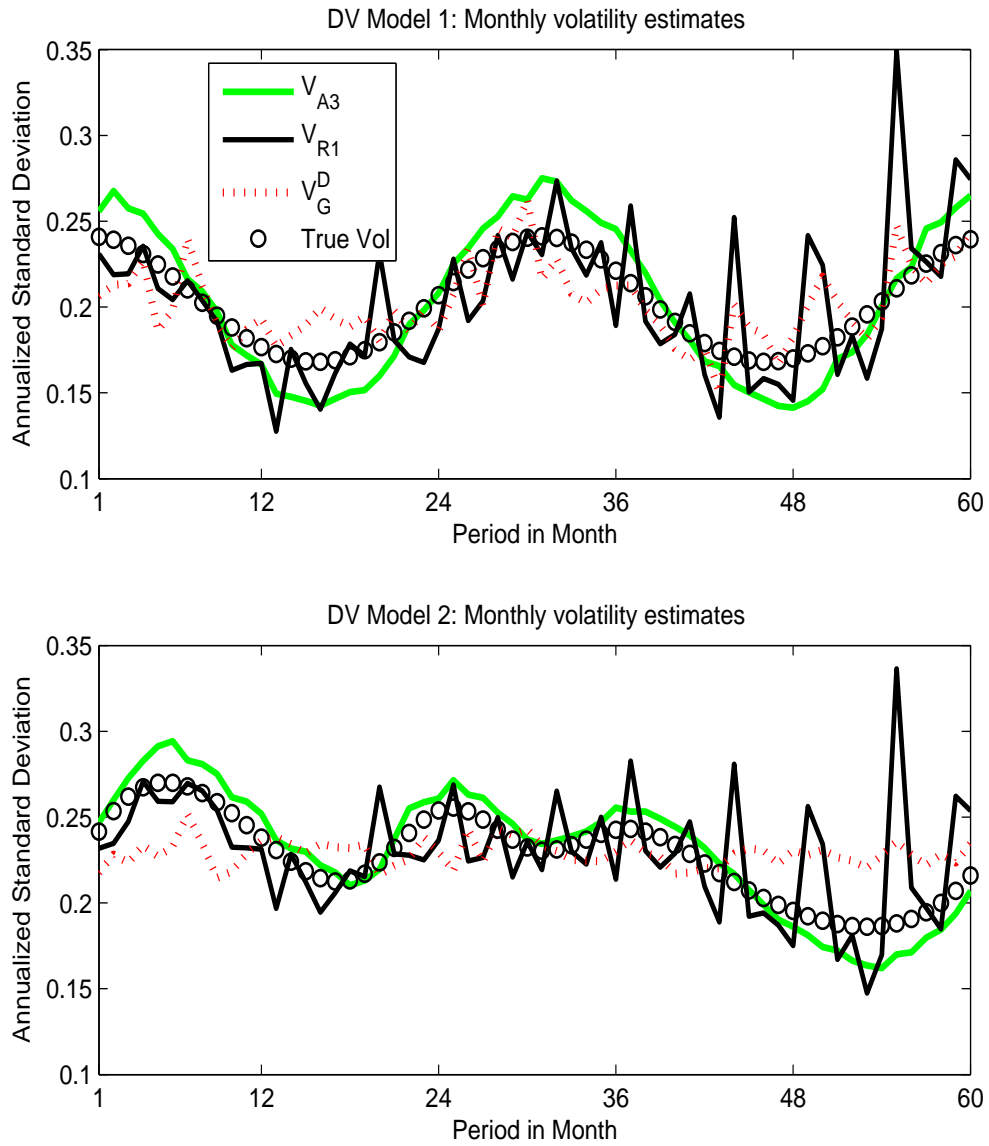 DV Model 1: Monthly volatility estimates
Annualized Standard Deviation
0.35
0.3
0.25
0.2
0.15
0.1
V_A3
V_R1
V_G^D
True Vol
1 12 24 36 48 60
Period in Month
DV Model 2: Monthly volatility estimates
Annualized Standard Deviation
0.35
0.3
0.25
0.2
0.15
0.1
1 12 24 36 48 60
Period in Month